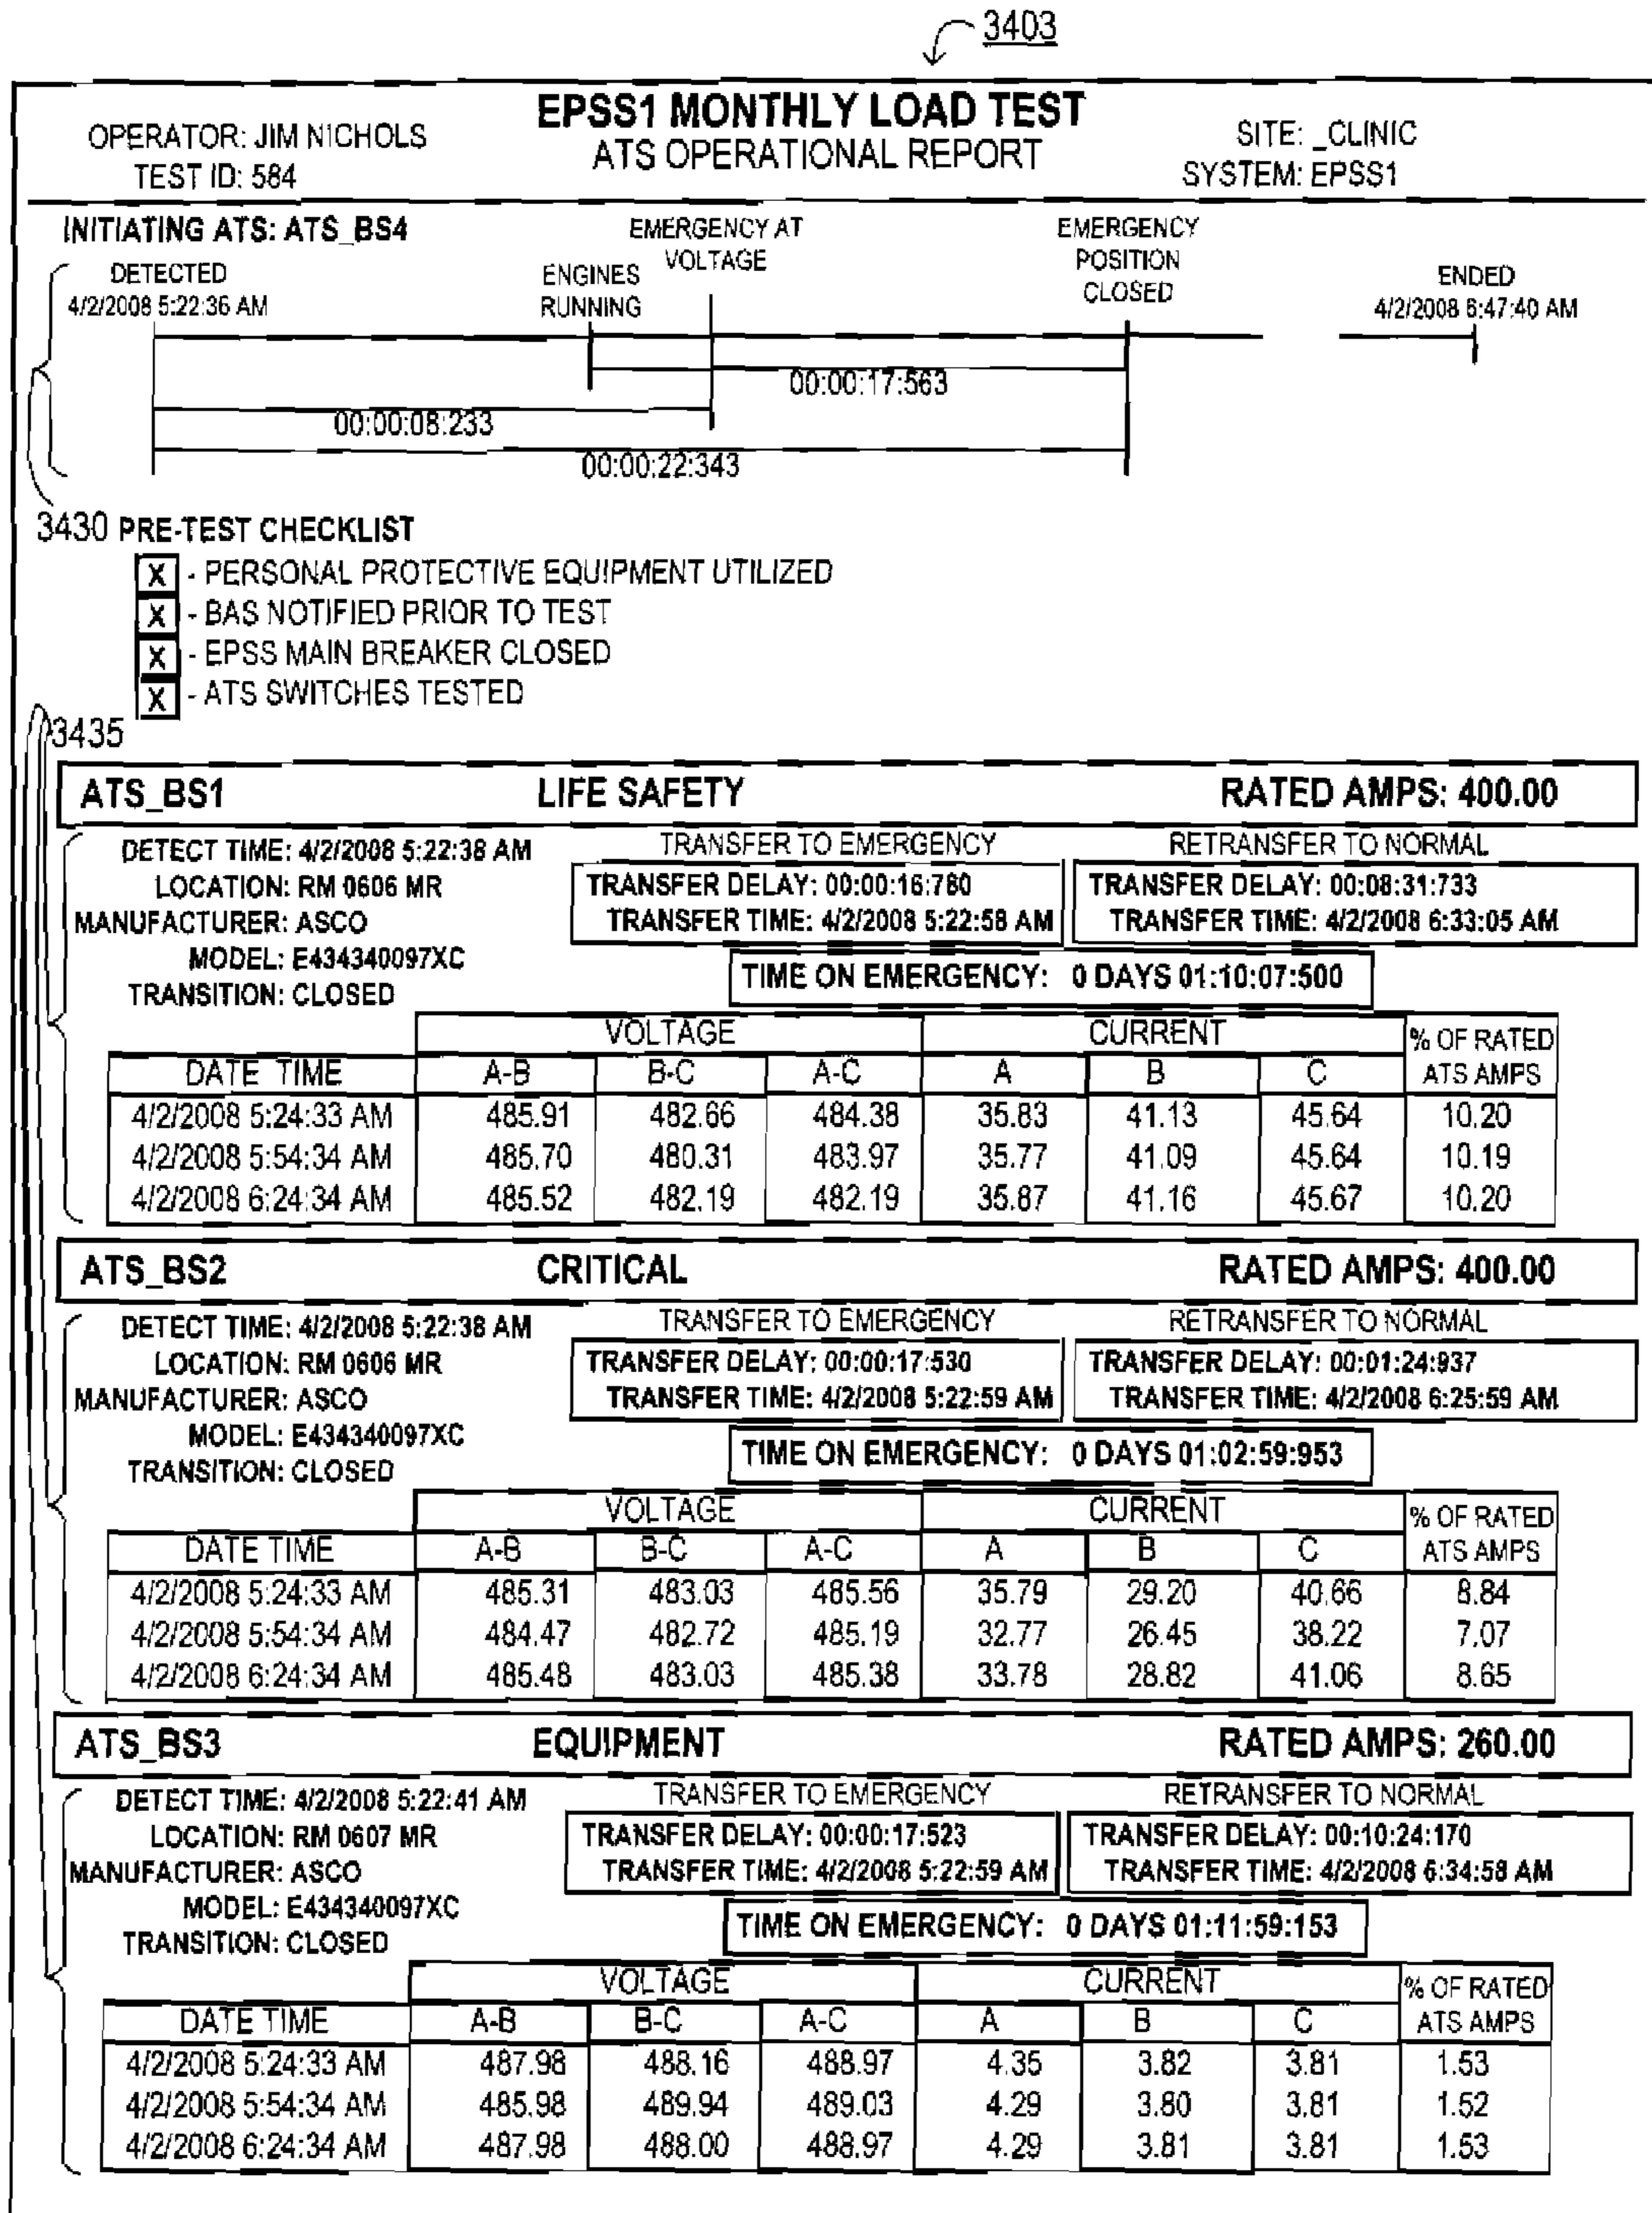 3403
EPSS1 MONTHLY LOAD TEST
OPERATOR: JIM NICHOLS ATS OPERATIONAL REPORT SITE: _CLINIC
TEST ID: 584 SYSTEM: EPSS1
INITIATING ATS: ATS_BS4
DETECTED
4/2/2008 5:22:36 AM
ENGINES
RUNNING
EMERGENCY AT
VOLTAGE
EMERGENCY
POSITION
CLOSED
ENDED
4/2/2008 6:47:40 AM
00:00:17:563
00:00:08:233
00:00:22:343
3430 PRE-TEST CHECKLIST
X - PERSONAL PROTECTIVE EQUIPMENT UTILIZED
X - BAS NOTIFIED PRIOR TO TEST
X - EPSS MAIN BREAKER CLOSED
X - ATS SWITCHES TESTED
3435
ATS_BS1 LIFE SAFETY RATED AMPS: 400.00
DETECT TIME: 4/2/2008 5:22:38 AM TRANSFER TO EMERGENCY RETRANSFER TO NORMAL
LOCATION: RM 0606 MR TRANSFER DELAY: 00:00:16:780 TRANSFER DELAY: 00:08:31:733
MANUFACTURER: ASCO TRANSFER TIME: 4/2/2008 5:22:58 AM TRANSFER TIME: 4/2/2008 6:33:05 AM
MODEL: E434340097XC TIME ON EMERGENCY: 0 DAYS 01:10:07:500
TRANSITION: CLOSED
VOLTAGE CURRENT % OF RATED
DATE TIME A-B B-C A-C A B C ATS AMPS
4/2/2008 5:24:33 AM 485.91 482.66 484.38 35.83 41.13 45.64 10.20
4/2/2008 5:54:34 AM 485.70 480.31 483.97 35.77 41.09 45.64 10.19
4/2/2008 6:24:34 AM 485.52 482.19 482.19 35.87 41.16 45.67 10.20
ATS_BS2 CRITICAL RATED AMPS: 400.00
DETECT TIME: 4/2/2008 5:22:38 AM TRANSFER TO EMERGENCY RETRANSFER TO NORMAL
LOCATION: RM 0606 MR TRANSFER DELAY: 00:00:17:530 TRANSFER DELAY: 00:01:24:937
MANUFACTURER: ASCO TRANSFER TIME: 4/2/2008 5:22:59 AM TRANSFER TIME: 4/2/2008 6:25:59 AM
MODEL: E434340097XC TIME ON EMERGENCY: 0 DAYS 01:02:59:953
TRANSITION: CLOSED
VOLTAGE CURRENT % OF RATED
DATE TIME A-B B-C A-C A B C ATS AMPS
4/2/2008 5:24:33 AM 485.31 483.03 485.56 35.79 29.20 40.66 8.84
4/2/2008 5:54:34 AM 484.47 482.72 485.19 32.77 26.45 38.22 7.07
4/2/2008 6:24:34 AM 485.48 483.03 485.38 33.78 28.82 41.06 8.65
ATS_BS3 EQUIPMENT RATED AMPS: 260.00
DETECT TIME: 4/2/2008 5:22:41 AM TRANSFER TO EMERGENCY RETRANSFER TO NORMAL
LOCATION: RM 0607 MR TRANSFER DELAY: 00:00:17:523 TRANSFER DELAY: 00:10:24:170
MANUFACTURER: ASCO TRANSFER TIME: 4/2/2008 5:22:59 AM TRANSFER TIME: 4/2/2008 6:34:58 AM
MODEL: E434340097XC TIME ON EMERGENCY: 0 DAYS 01:11:59:153
TRANSITION: CLOSED
VOLTAGE CURRENT % OF RATED
DATE TIME A-B B-C A-C A B C ATS AMPS
4/2/2008 5:24:33 AM 487.98 488.16 488.97 4.35 3.82 3.81 1.53
4/2/2008 5:54:34 AM 485.98 489.94 489.03 4.29 3.80 3.81 1.52
4/2/2008 6:24:34 AM 487.98 488.00 488.97 4.29 3.81 3.81 1.53